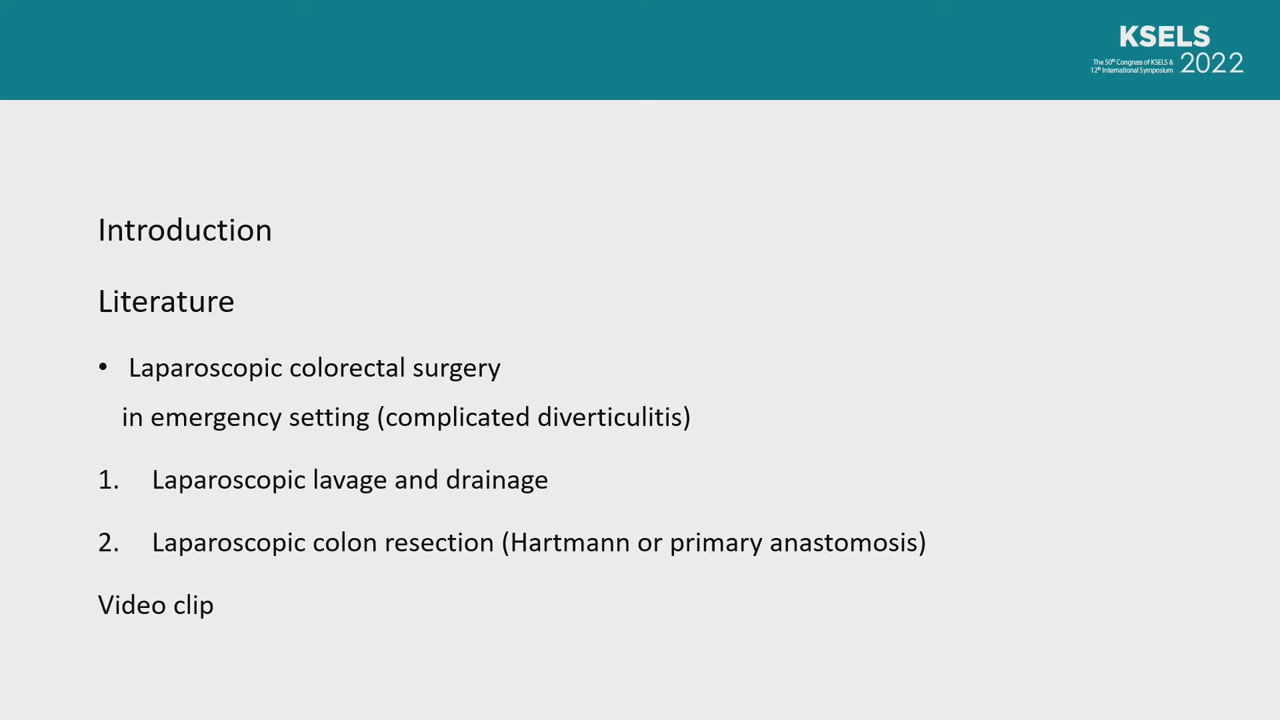 KSELS
The 50th Congress of KSELS &
12th International Symposium
2022
Introduction
Literature
• Laparoscopic colorectal surgery
in emergency setting (complicated diverticulitis)
1. Laparoscopic lavage and drainage
2. Laparoscopic colon resection (Hartmann or primary anastomosis)
Video clip